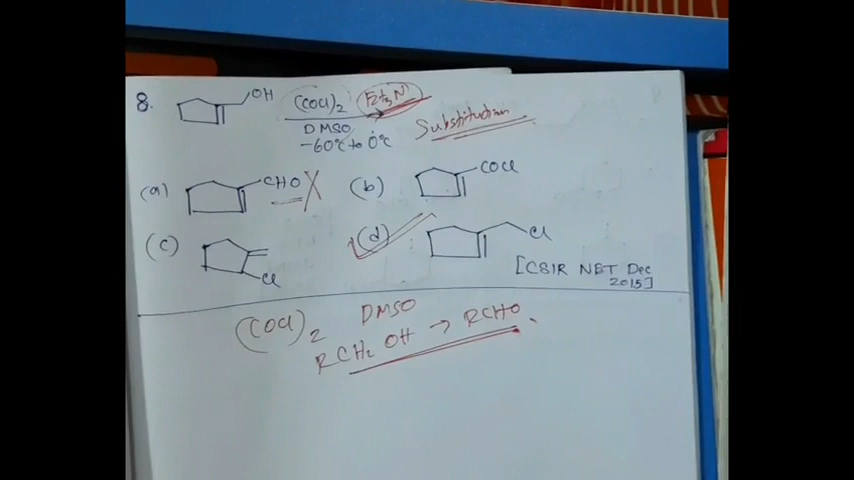 8. OH (COCl)2 Et3N
DMSO
-60°C to 0°C
Substitution
(a) CHO X (b) COCl
(c) Cl (d) Cl
[CSIR NET Dec
2015]
(COCl)2 DMSO
RCH2OH → RCHO.